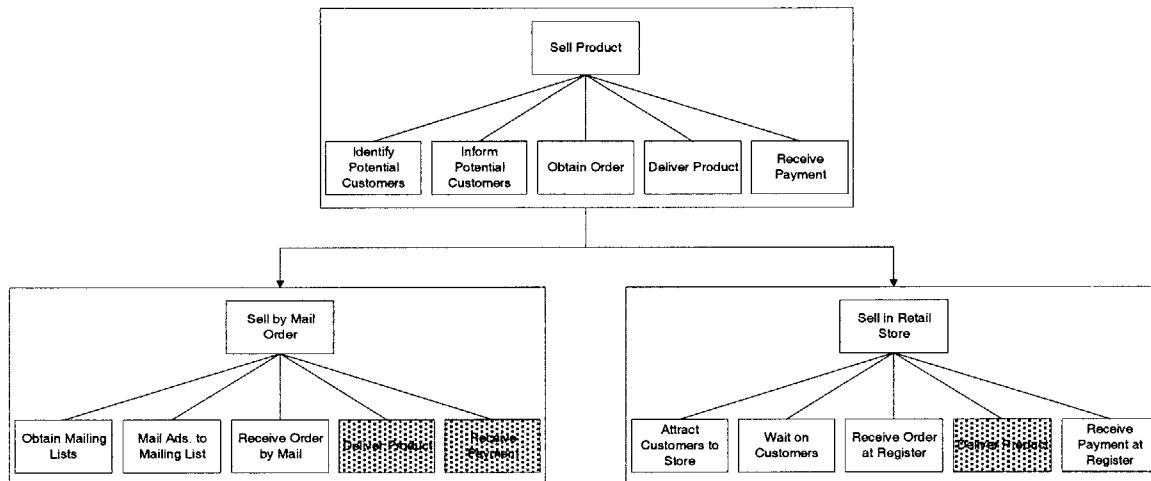 Sell Product
Identify
Potential
Customers
Inform
Potential
Customers
Obtain Order
Deliver Product
Receive
Payment
Sell by Mail
Order
Obtain Mailing
Lists
Mail Ads. to
Mailing List
Receive Order
by Mail
Deliver Product
Receive
Payment
Sell in Retail
Store
Attract
Customers to
Store
Wait on
Customers
Receive Order
at Register
Deliver Product
Receive
Payment at
Register